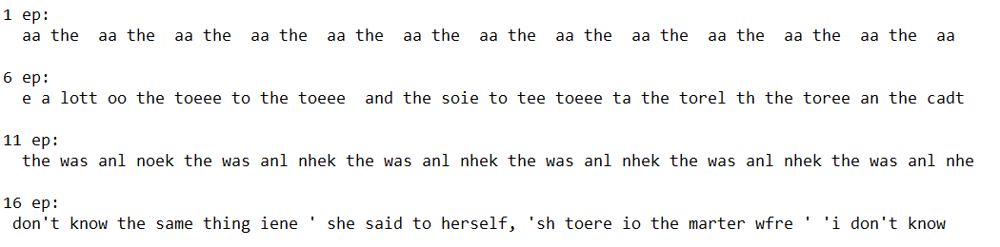 1 ep:
aa the  aa the  aa the  aa the  aa the  aa the  aa the  aa the  aa the  aa the  aa the  aa the  aa
6 ep:
e a lott oo the toeee to the toeee  and the soie to tee toeee ta the torel th the toree an the cadt
11 ep:
the was anl noek the was anl nhek the was anl nhek the was anl nhek the was anl nhek the was anl nhe
16 ep:
don't know the same thing iene ' she said to herself, 'sh toere io the marter wfre ' 'i don't know